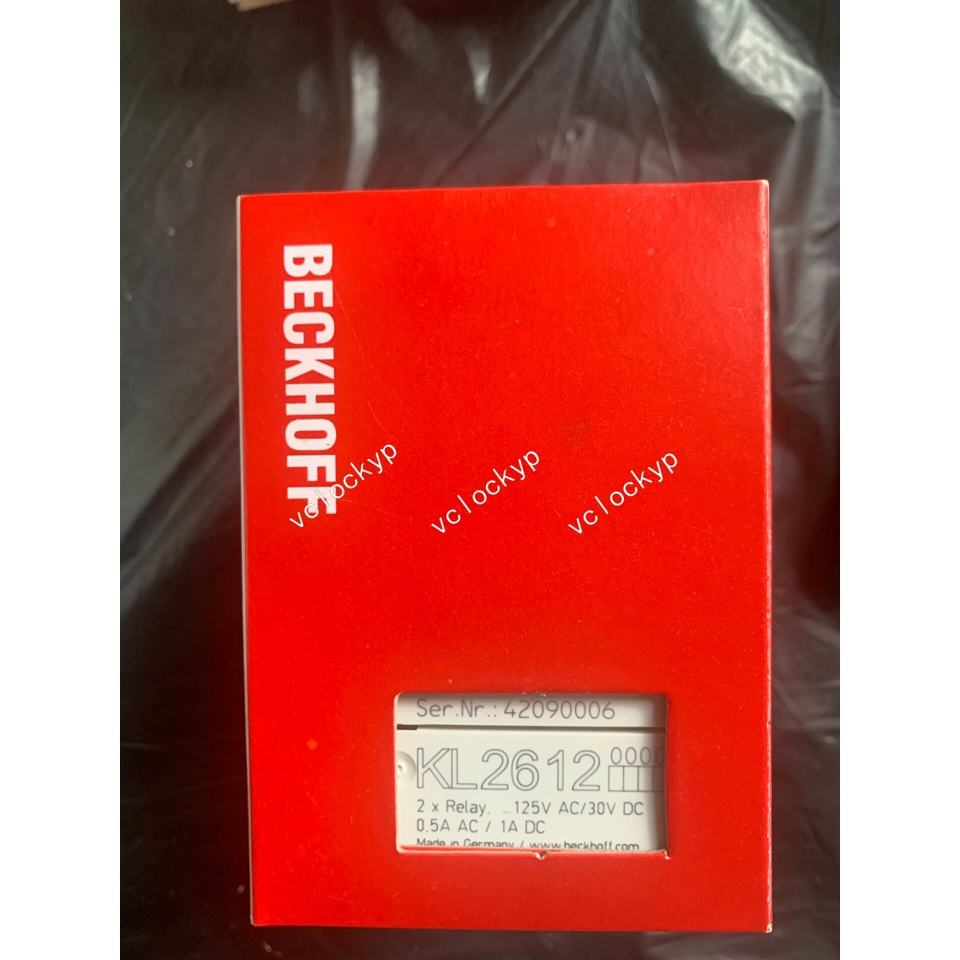 BECKHOFF
vclockyp
vclockyp
vclockyp
Ser.Nr.: 42090006
KL2612 0000
2 x Relay, ...125V AC/30V DC
0.5A AC / 1A DC
Made in Germany / www.beckhoff.com